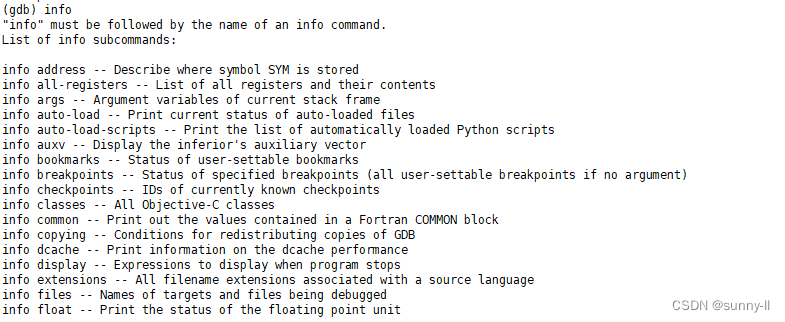 (gdb) info
"info" must be followed by the name of an info command.
List of info subcommands:

info address -- Describe where symbol SYM is stored
info all-registers -- List of all registers and their contents
info args -- Argument variables of current stack frame
info auto-load -- Print current status of auto-loaded files
info auto-load-scripts -- Print the list of automatically loaded Python scripts
info auxv -- Display the inferior's auxiliary vector
info bookmarks -- Status of user-settable bookmarks
info breakpoints -- Status of specified breakpoints (all user-settable breakpoints if no argument)
info checkpoints -- IDs of currently known checkpoints
info classes -- All Objective-C classes
info common -- Print out the values contained in a Fortran COMMON block
info copying -- Conditions for redistributing copies of GDB
info dcache -- Print information on the dcache performance
info display -- Expressions to display when program stops
info extensions -- All filename extensions associated with a source language
info files -- Names of targets and files being debugged
info float -- Print the status of the floating point unit
CSDN @sunny-ll